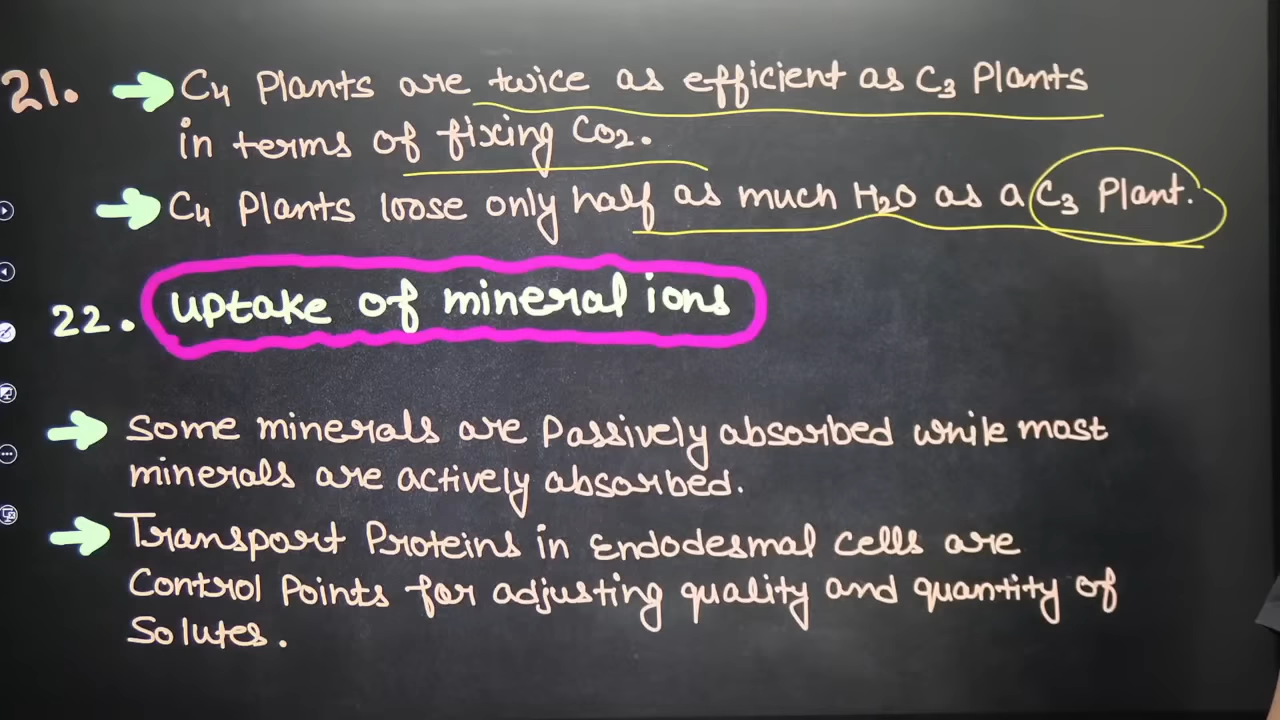 21. → C4 Plants are twice as efficient as C3 Plants
in terms of fixing CO2.
→ C4 Plants loose only half as much H2O as a C3 Plant.
22. uptake of mineral ions
→ Some minerals are Passively absorbed while most
minerals are actively absorbed.
→ Transport Proteins in Endodesmal cells are
Control Points for adjusting quality and quantity of
Solutes.